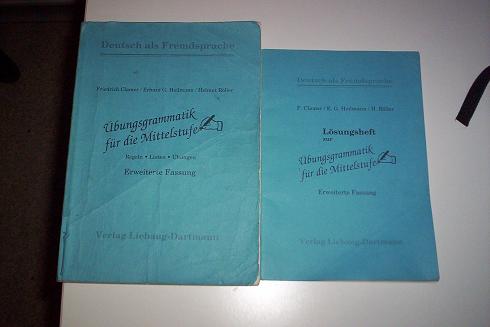 Deutsch als Fremdsprache
Friedrich Clamer / Erhard G. Heilmann / Helmut Röller
Übungsgrammatik
für die Mittelstufe
Regeln • Listen • Übungen
Erweiterte Fassung
Verlag Liebaug-Dartmann
Deutsch als Fremdsprache
F. Clamer / E. G. Heilmann / H. Röller
Lösungsheft
zur
Übungsgrammatik
für die Mittelstufe
Erweiterte Fassung
Verlag Liebaug-Dartmann